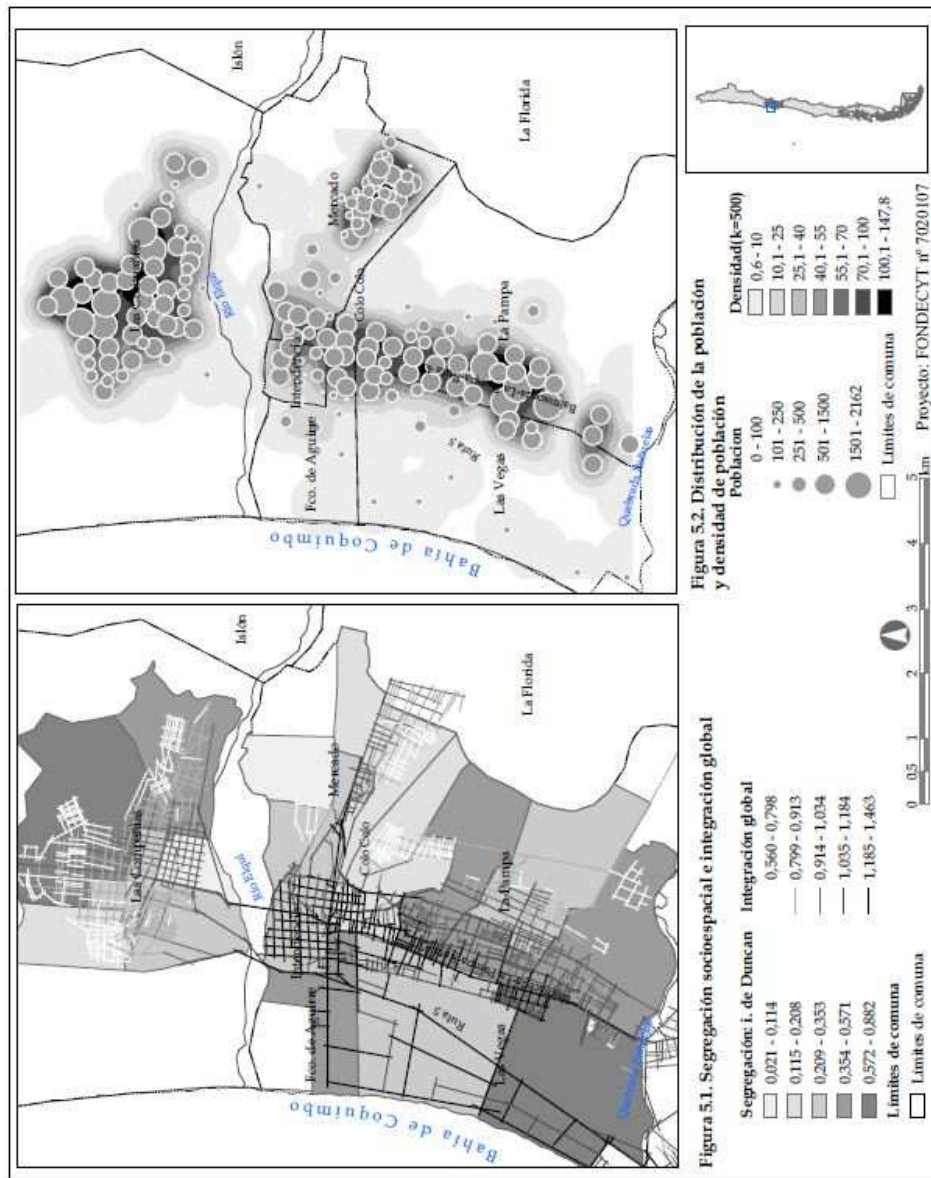 Figura 5.1. Segregación socioespacial e integración global
Bahía de Coquimbo
Las Compañías
Río Elqui
Islón
Fco. de Aguirre
Intendencia
Mercado
Colo Colo
Ruta 5
La Pampa
Las Vegas
La Florida
Segregación: i. de Duncan
0,021 - 0,114
0,115 - 0,208
0,209 - 0,353
0,354 - 0,571
0,572 - 0,882
Límites de comuna
Límites de comuna
Integración global
0,560 - 0,798
0,799 - 0,913
0,914 - 1,034
1,035 - 1,184
1,185 - 1,463
Figura 5.2. Distribución de la población
y densidad de población
Bahía de Coquimbo
Río Elqui
Islón
Fco. de Aguirre
Intendencia
Mercado
Colo Colo
Ruta 5
La Pampa
Las Vegas
La Florida
Poblacion
0 - 100
101 - 250
251 - 500
501 - 1500
1501 - 2162
Límites de comuna
Densidad(k=500)
0,6 - 10
10,1 - 25
25,1 - 40
40,1 - 55
55,1 - 70
70,1 - 100
100,1 - 147,8
0 0,5 1 2 3 4 5
km
Proyecto: FONDECYT nº 7020107